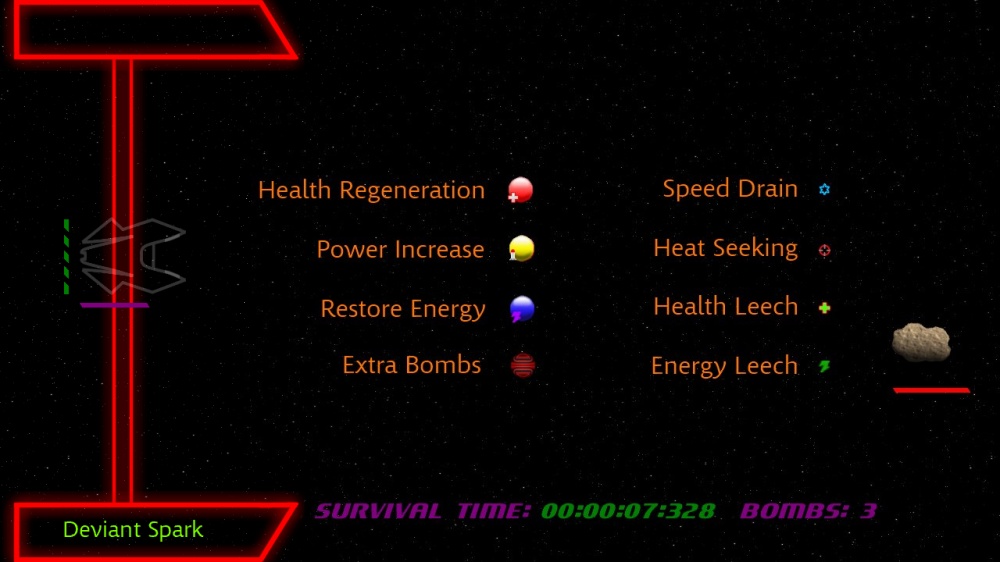 Health Regeneration
Speed Drain
Power Increase
Heat Seeking
Restore Energy
Health Leech
Extra Bombs
Energy Leech
SURVIVAL TIME: 00:00:07:328 BOMBS: 3
Deviant Spark